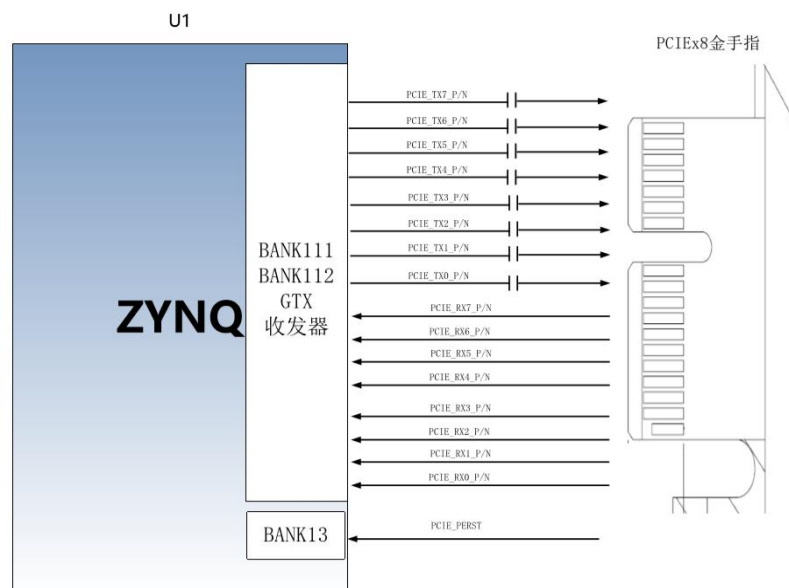 U1
PCIEx8金手指
PCIE_TX7_P/N
PCIE_TX6_P/N
PCIE_TX5_P/N
PCIE_TX4_P/N
PCIE_TX3_P/N
PCIE_TX2_P/N
PCIE_TX1_P/N
PCIE_TX0_P/N
BANK111
BANK112
GTX
收发器
ZYNQ
PCIE_RX7_P/N
PCIE_RX6_P/N
PCIE_RX5_P/N
PCIE_RX4_P/N
PCIE_RX3_P/N
PCIE_RX2_P/N
PCIE_RX1_P/N
PCIE_RX0_P/N
BANK13
PCIE_PERST